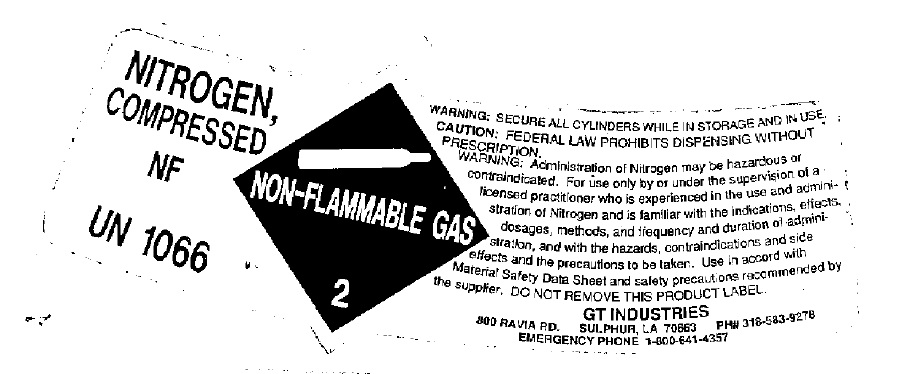 NITROGEN,
COMPRESSED
NF
UN 1066
NON-FLAMMABLE GAS
2
WARNING: SECURE ALL CYLINDERS WHILE IN STORAGE AND IN USE.
CAUTION: FEDERAL LAW PROHIBITS DISPENSING WITHOUT
PRESCRIPTION.
WARNING: Administration of Nitrogen may be hazardous or
contraindicated. For use only by or under the supervision of a
licensed practitioner who is experienced in the use and admini-
stration of Nitrogen and is familiar with the indications, effects,
dosages, methods, and frequency and duration of admini-
stration, and with the hazards, contraindications and side
effects and the precautions to be taken. Use in accord with
Material Safety Data Sheet and safety precautions recommended by
the supplier. DO NOT REMOVE THIS PRODUCT LABEL.
GT INDUSTRIES
800 RAVIA RD. SULPHUR, LA 70663 PH# 318-583-9278
EMERGENCY PHONE 1-800-641-4357